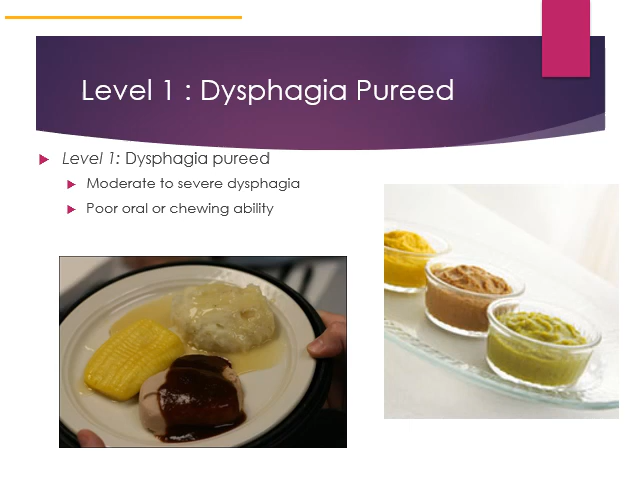 Level 1 : Dysphagia Pureed
Level 1: Dysphagia pureed
Moderate to severe dysphagia
Poor oral or chewing ability